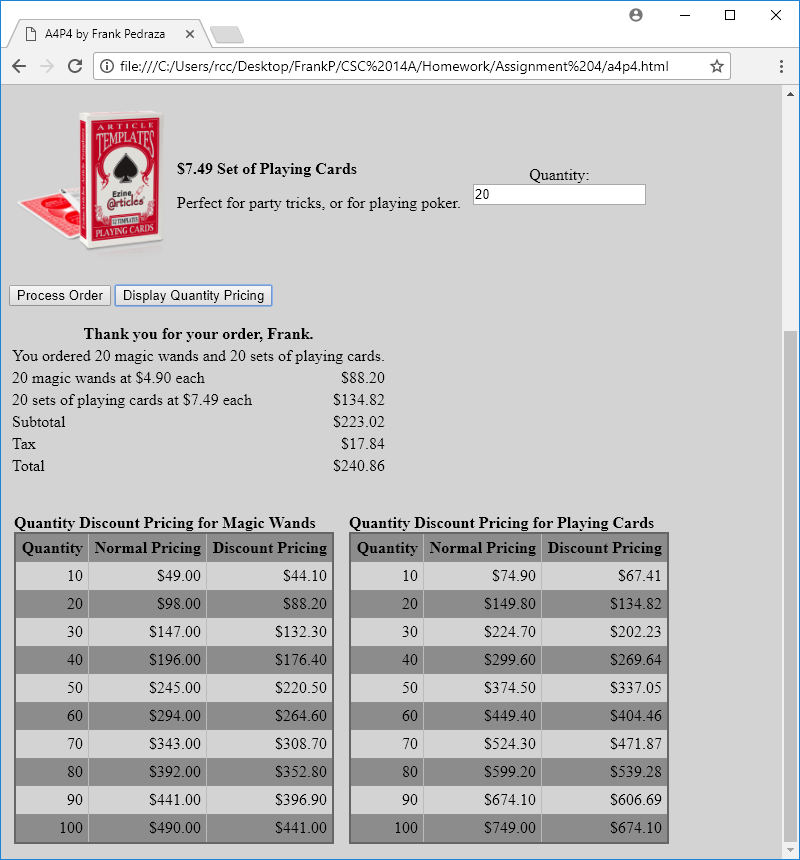 A4P4 by Frank Pedraza
file:///C:/Users/rcc/Desktop/FrankP/CSC%2014A/Homework/Assignment%204/a4p4.html
ARTICLE
TEMPLATES
Ezine
@rticles
12 TEMPLATES
PLAYING CARDS
$7.49 Set of Playing Cards
Perfect for party tricks, or for playing poker.
Quantity:
20
Process Order Display Quantity Pricing
Thank you for your order, Frank.
You ordered 20 magic wands and 20 sets of playing cards.
20 magic wands at $4.90 each $88.20
20 sets of playing cards at $7.49 each $134.82
Subtotal $223.02
Tax $17.84
Total $240.86
Quantity Discount Pricing for Magic Wands
Quantity Normal Pricing Discount Pricing
10 $49.00 $44.10
20 $98.00 $88.20
30 $147.00 $132.30
40 $196.00 $176.40
50 $245.00 $220.50
60 $294.00 $264.60
70 $343.00 $308.70
80 $392.00 $352.80
90 $441.00 $396.90
100 $490.00 $441.00
Quantity Discount Pricing for Playing Cards
Quantity Normal Pricing Discount Pricing
10 $74.90 $67.41
20 $149.80 $134.82
30 $224.70 $202.23
40 $299.60 $269.64
50 $374.50 $337.05
60 $449.40 $404.46
70 $524.30 $471.87
80 $599.20 $539.28
90 $674.10 $606.69
100 $749.00 $674.10